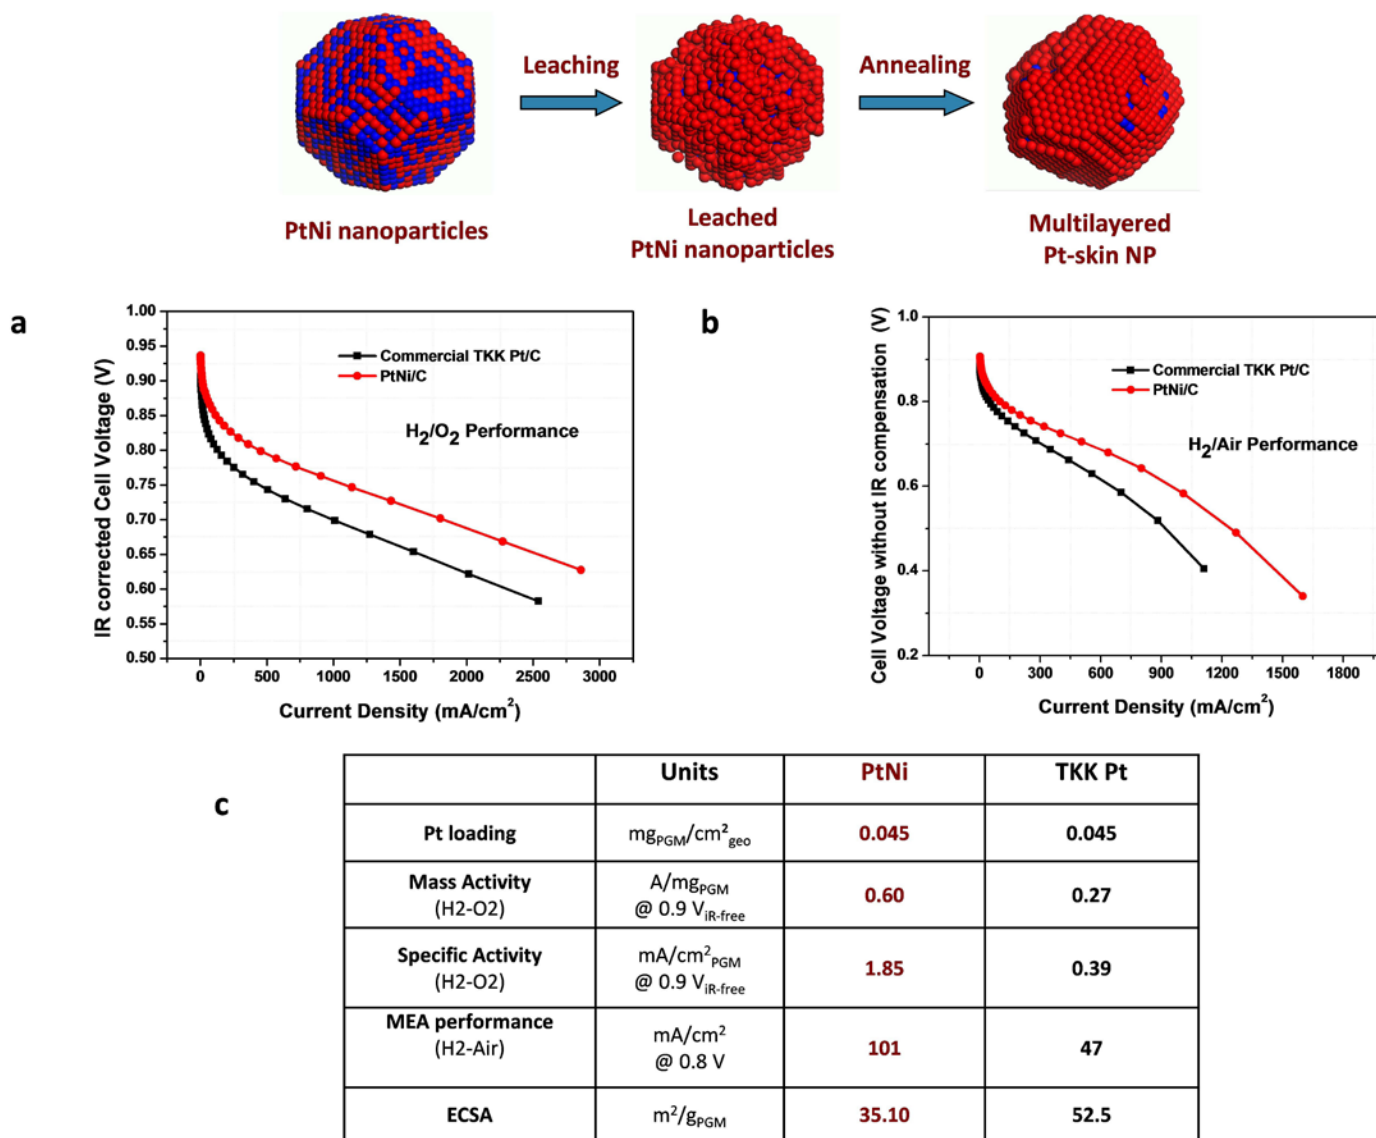 Leaching
Annealing
PtNi nanoparticles
Leached
PtNi nanoparticles
Multilayered
Pt-skin NP
a
IR corrected Cell Voltage (V)
1.00
0.95
0.90
0.85
0.80
0.75
0.70
0.65
0.60
0.55
0.50
Commercial TKK Pt/C
PtNi/C
H2/O2 Performance
0 500 1000 1500 2000 2500 3000
Current Density (mA/cm²)
b
Cell Voltage without IR compensation (V)
1.0
0.8
0.6
0.4
0.2
Commercial TKK Pt/C
PtNi/C
H2/Air Performance
0 300 600 900 1200 1500 1800
Current Density (mA/cm²)
c
Units PtNi TKK Pt
Pt loading mgPGM/cm²geo 0.045 0.045
Mass Activity
(H2-O2)
A/mgPGM
@ 0.9 ViR-free
0.60 0.27
Specific Activity
(H2-O2)
mA/cm²PGM
@ 0.9 ViR-free
1.85 0.39
MEA performance
(H2-Air)
mA/cm²
@ 0.8 V
101 47
ECSA m²/gPGM 35.10 52.5